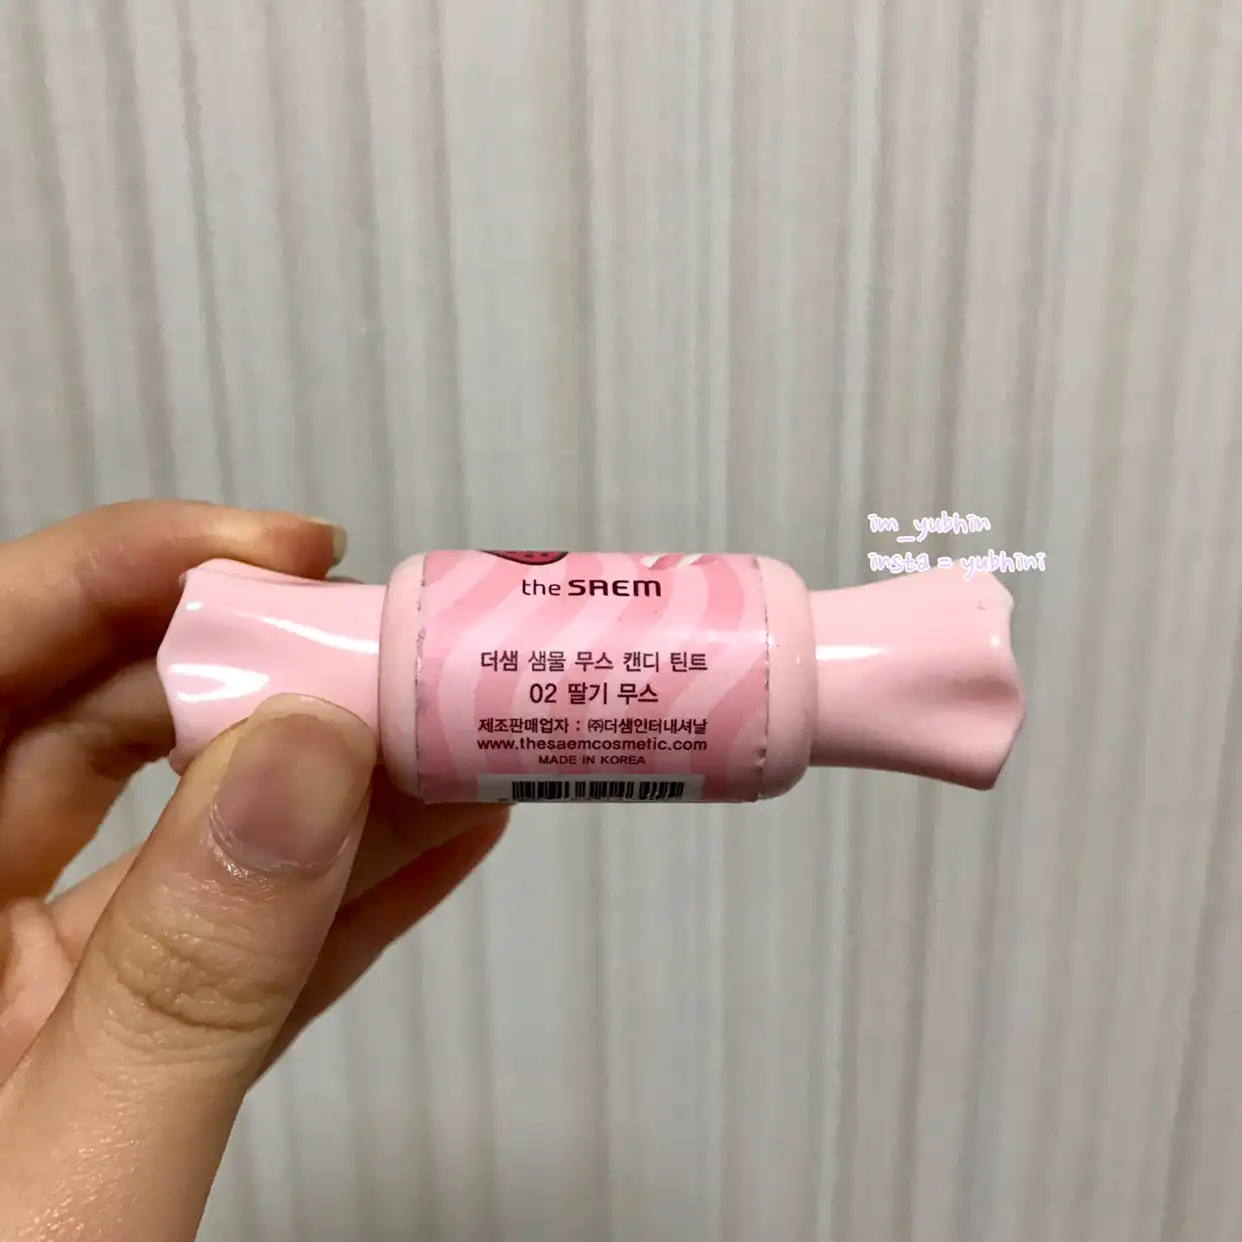 im_yubhin
insta = yubhini
the SAEM
더샘 샘물 무스 캔디 틴트
02 딸기 무스
제조판매업자 : ㈜더샘인터내셔날
www.thesaemcosmetic.com
MADE IN KOREA